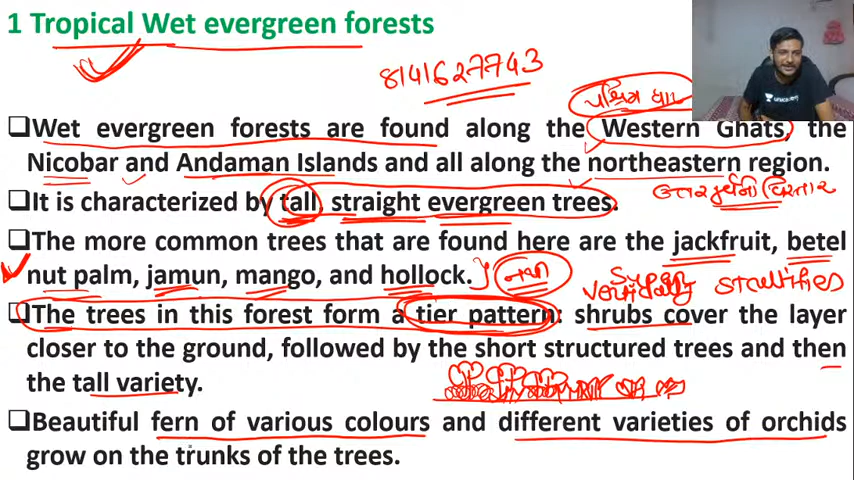 1 Tropical Wet evergreen forests
8141627743
પશ્ચિમ ઘાટ
❑Wet evergreen forests are found along the Western Ghats, the
Nicobar and Andaman Islands and all along the northeastern region.
❑It is characterized by tall, straight evergreen trees.
❑The more common trees that are found here are the jackfruit, betel
nut palm, jamun, mango, and hollock.
❑The trees in this forest form a tier pattern: shrubs cover the layer
closer to the ground, followed by the short structured trees and then
the tall variety.
❑Beautiful fern of various colours and different varieties of orchids
grow on the trunks of the trees.